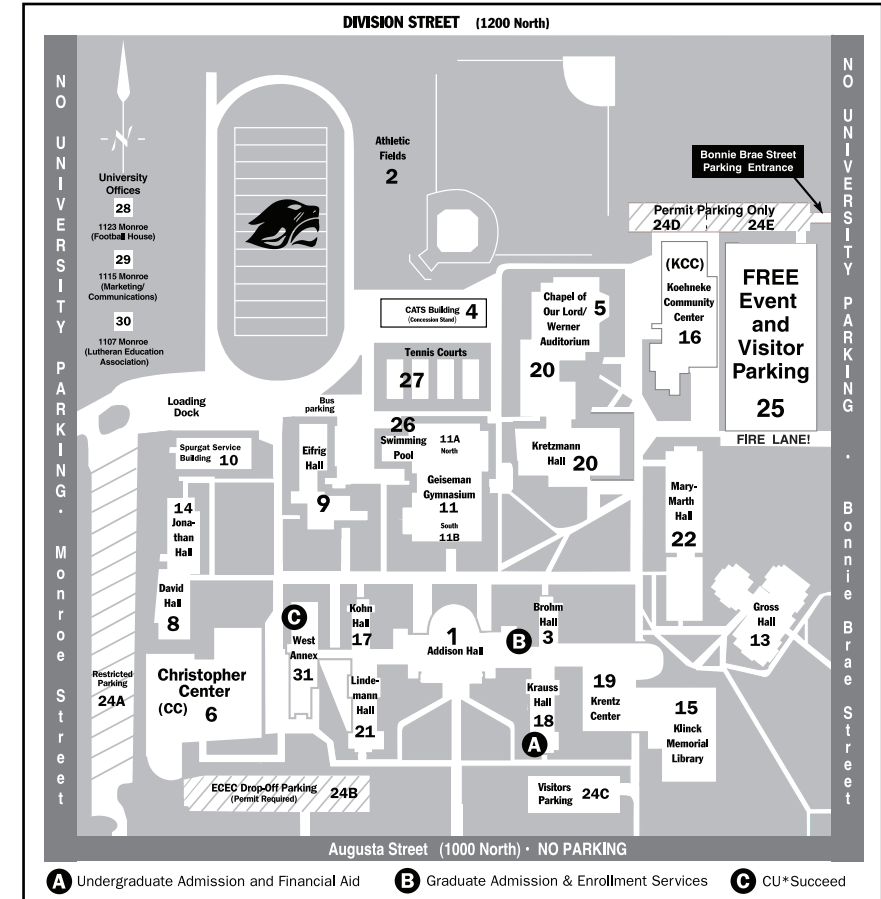 DIVISION STREET (1200 North)
NO UNIVERSITY PARKING · Monroe Street
NO UNIVERSITY PARKING · Bonnie Brae Street
N
University
Offices
28
1123 Monroe
(Football House)
29
1115 Monroe
(Marketing/
Communications)
30
1107 Monroe
(Lutheran Education
Association)
Athletic
Fields
2
Bonnie Brae Street
Parking Entrance
Permit Parking Only
24D 24E
(KCC)
Koehneke
Community
Center
16
FREE
Event
and
Visitor
Parking
25
FIRE LANE!
CATS Building 4
(Concession Stand)
Chapel of
Our Lord/
Werner
Auditorium
5
20
Tennis Courts
27
Loading
Dock
Bus
parking
26
Swimming
Pool
11A
North
Geiseman
Gymnasium
11
South
11B
Kretzmann
Hall 20
Spurgat Service
Building 10
Eifrig
Hall
9
Mary-
Marth
Hall
22
14
Jona-
than
Hall
David
Hall
8
C
West
Annex
31
Kohn
Hall
17
1
Addison Hall
B
Brohm
Hall
3
Gross
Hall
13
Restricted
Parking
24A
Christopher
Center
(CC) 6
Linde-
mann
Hall
21
Krauss
Hall
18
A
19
Krentz
Center
15
Klinck
Memorial
Library
ECEC Drop-Off Parking
(Permit Required)
24B
Visitors
Parking 24C
Augusta Street (1000 North) · NO PARKING
A Undergraduate Admission and Financial Aid B Graduate Admission & Enrollment Services C CU*Succeed